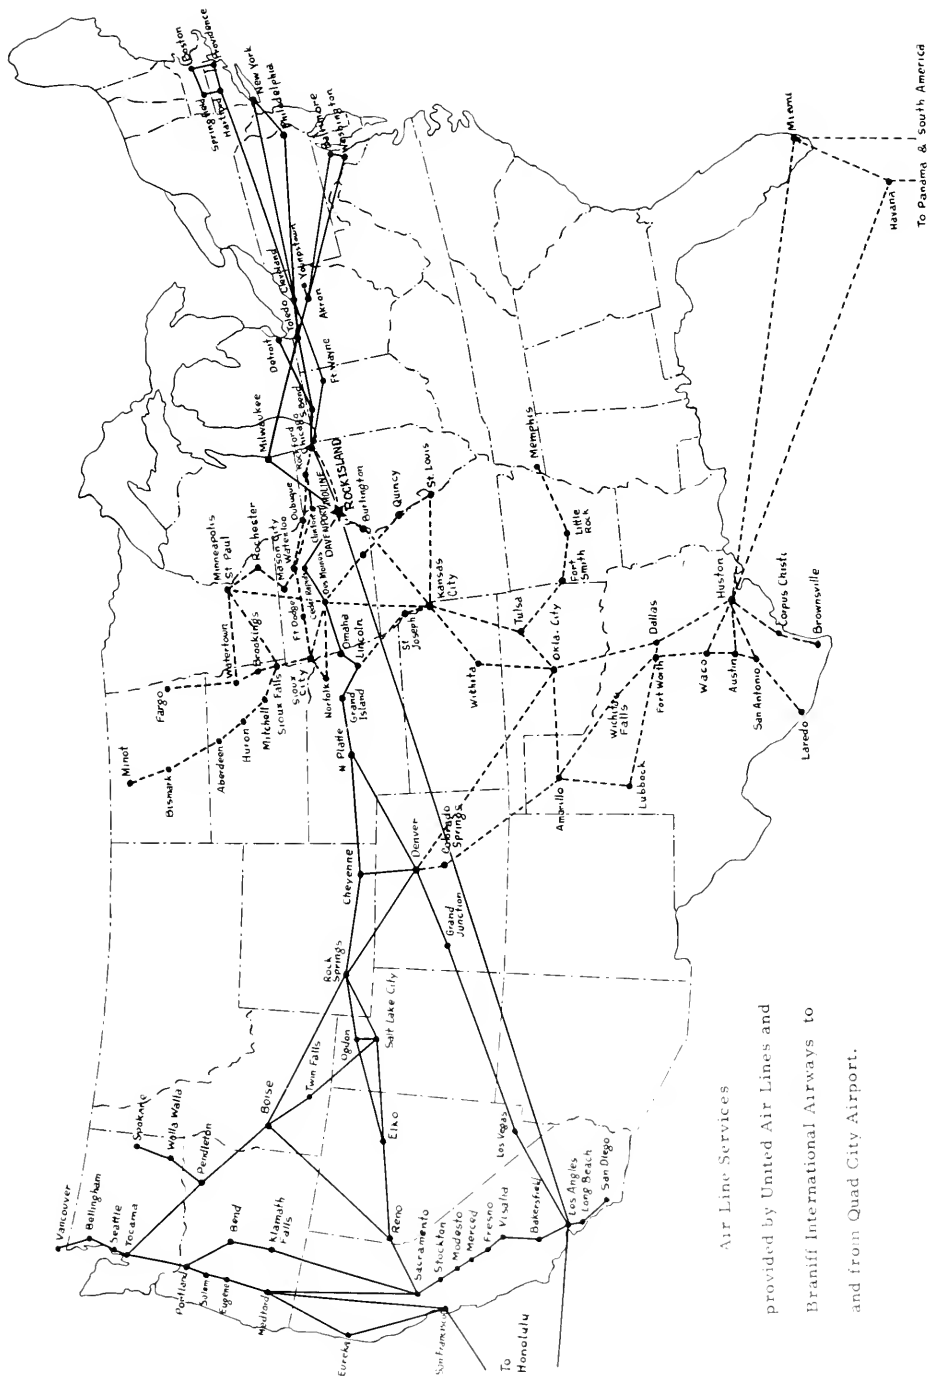 Vancouver
Bellingham
Seattle
Tocama
Spokane
Walla Walla
Pendleton
Portland
Salem
Eugene
Medford
Bend
Klamath
Falls
Eureka
San Francisco
Sacramento
Stockton
Modesto
Merced
Fresno
Visalia
Bakersfield
Los Angles
Long Beach
San Diego
To
Honolulu
Reno
Elko
Boise
Twin Falls
Ogdon
Salt Lake City
Las Vegas
Rock
Springs
Grand
Junction
Cheyenne
Denver
Colorado
Springs
N Platte
Grand
Island
Lincoln
Omaha
Norfolk
Minot
Bismark
Aberdeen
Huron
Mitchell
Sioux Falls
Fargo
Watertown
Brookings
Sioux
City
Minneapolis
St Paul
Rochester
Mason City
Waterloo
Ft Dodge
Cedar Rapids
Des Moines
Dubuque
Clinton
DAVENPORT
MOLINE
ROCK ISLAND
Burlington
Quincy
St. Louis
Kansas
City
St
Joseph
Wichita
Tulsa
Okla. City
Fort
Smith
Little
Rock
Memphis
Amarillo
Lubbock
Wichita
Falls
Dallas
Fort Worth
Waco
Austin
San Antonio
Laredo
Huston
Corpus Christi
Brownsville
Milwaukee
Rockford
Chicago
S Bend
Ft Wayne
Detroit
Toledo
Cleveland
Youngstown
Akron
Boston
Providence
Springfield
Hartford
New York
Philadelphia
Baltimore
Washington
Miami
Havana
To Panama & South America
Air Line Services
provided by United Air Lines and
Braniff International Airways to
and from Quad City Airport.